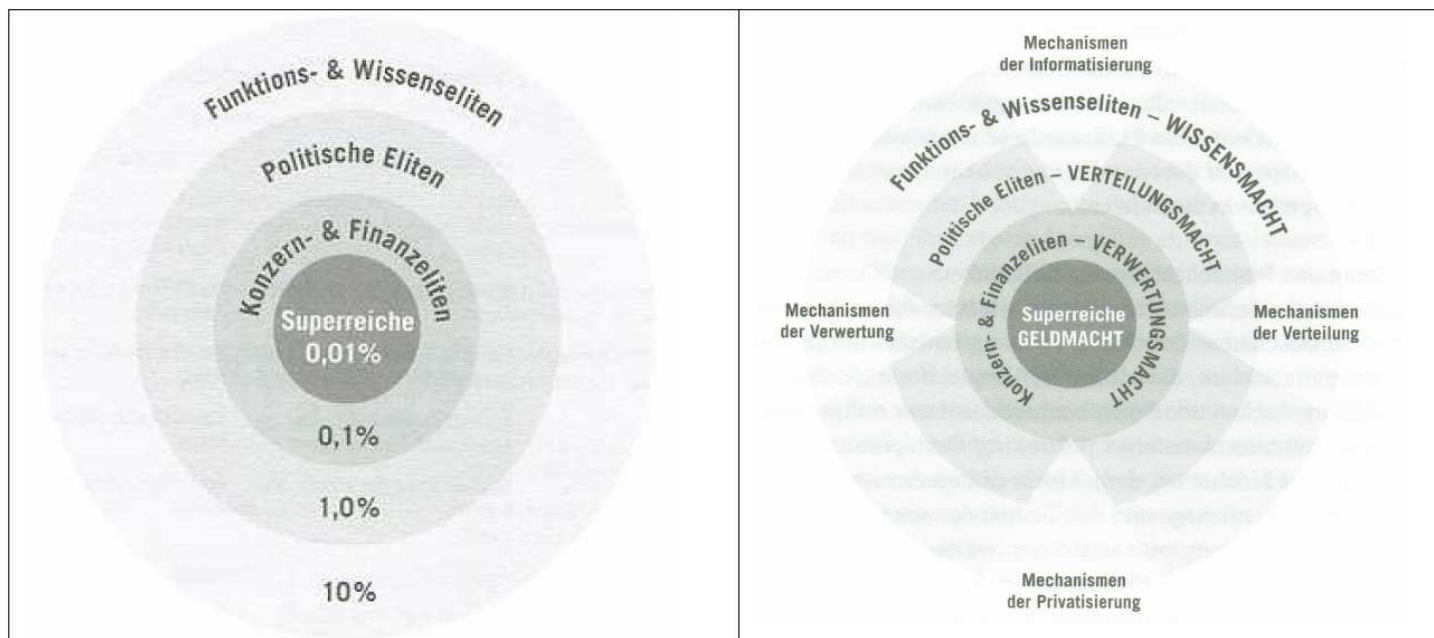 Funktions- & Wissenseliten
Politische Eliten
Konzern- & Finanzeliten
Superreiche
0,01%
0,1%
1,0%
10%
Mechanismen
der Informatisierung
Funktions- & Wissenseliten – WISSENSMACHT
Politische Eliten – VERTEILUNGSMACHT
Konzern- & Finanzeliten – VERWERTUNGSMACHT
Superreiche
GELDMACHT
Mechanismen
der Verwertung
Mechanismen
der Verteilung
Mechanismen
der Privatisierung